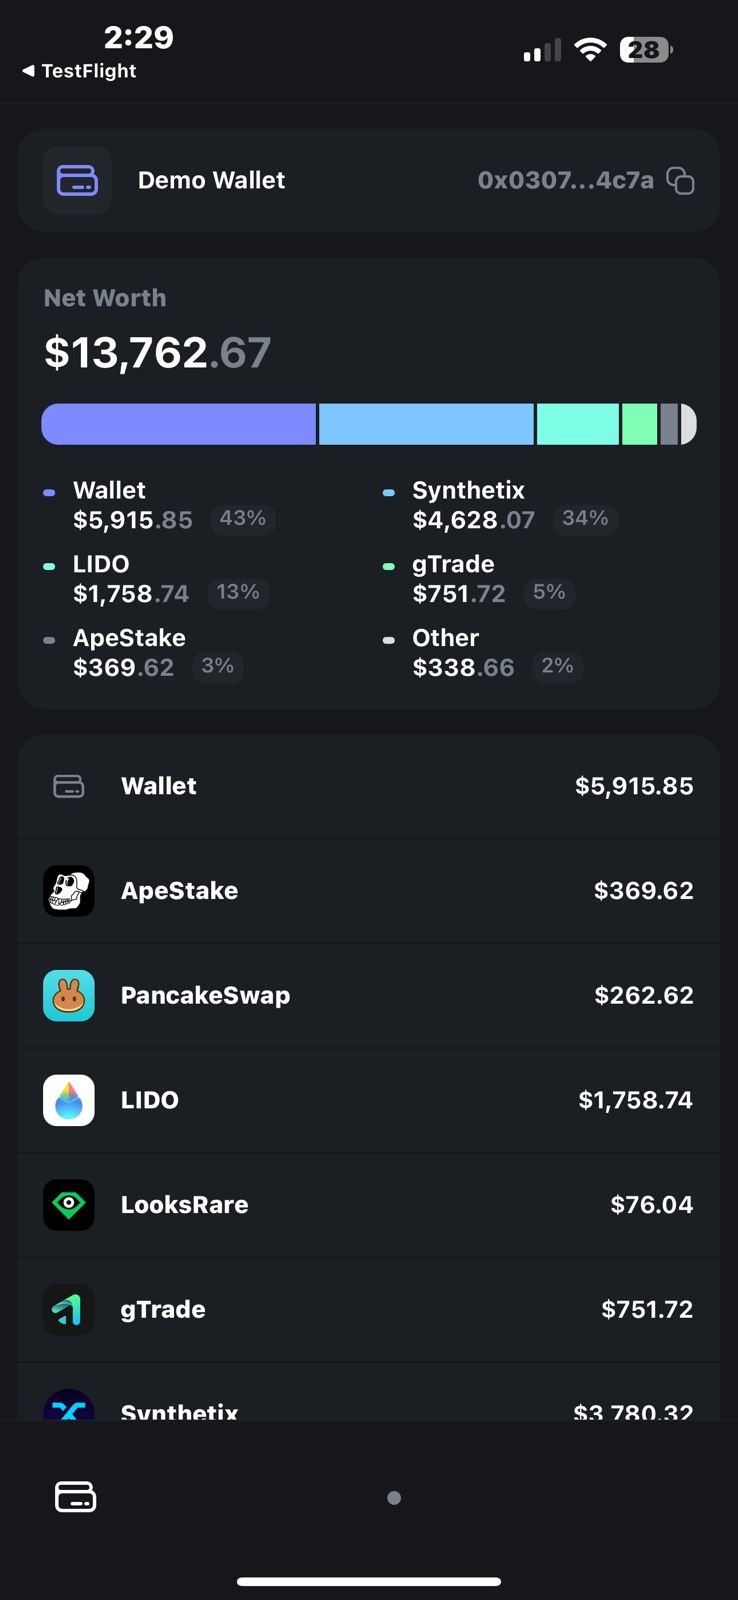 2:29
28
◀ TestFlight
Demo Wallet 0x0307...4c7a
Net Worth
$13,762.67
Wallet
$5,915.85 43%
Synthetix
$4,628.07 34%
LIDO
$1,758.74 13%
gTrade
$751.72 5%
ApeStake
$369.62 3%
Other
$338.66 2%
Wallet $5,915.85
ApeStake $369.62
PancakeSwap $262.62
LIDO $1,758.74
LooksRare $76.04
gTrade $751.72
Synthetix $3,780.32